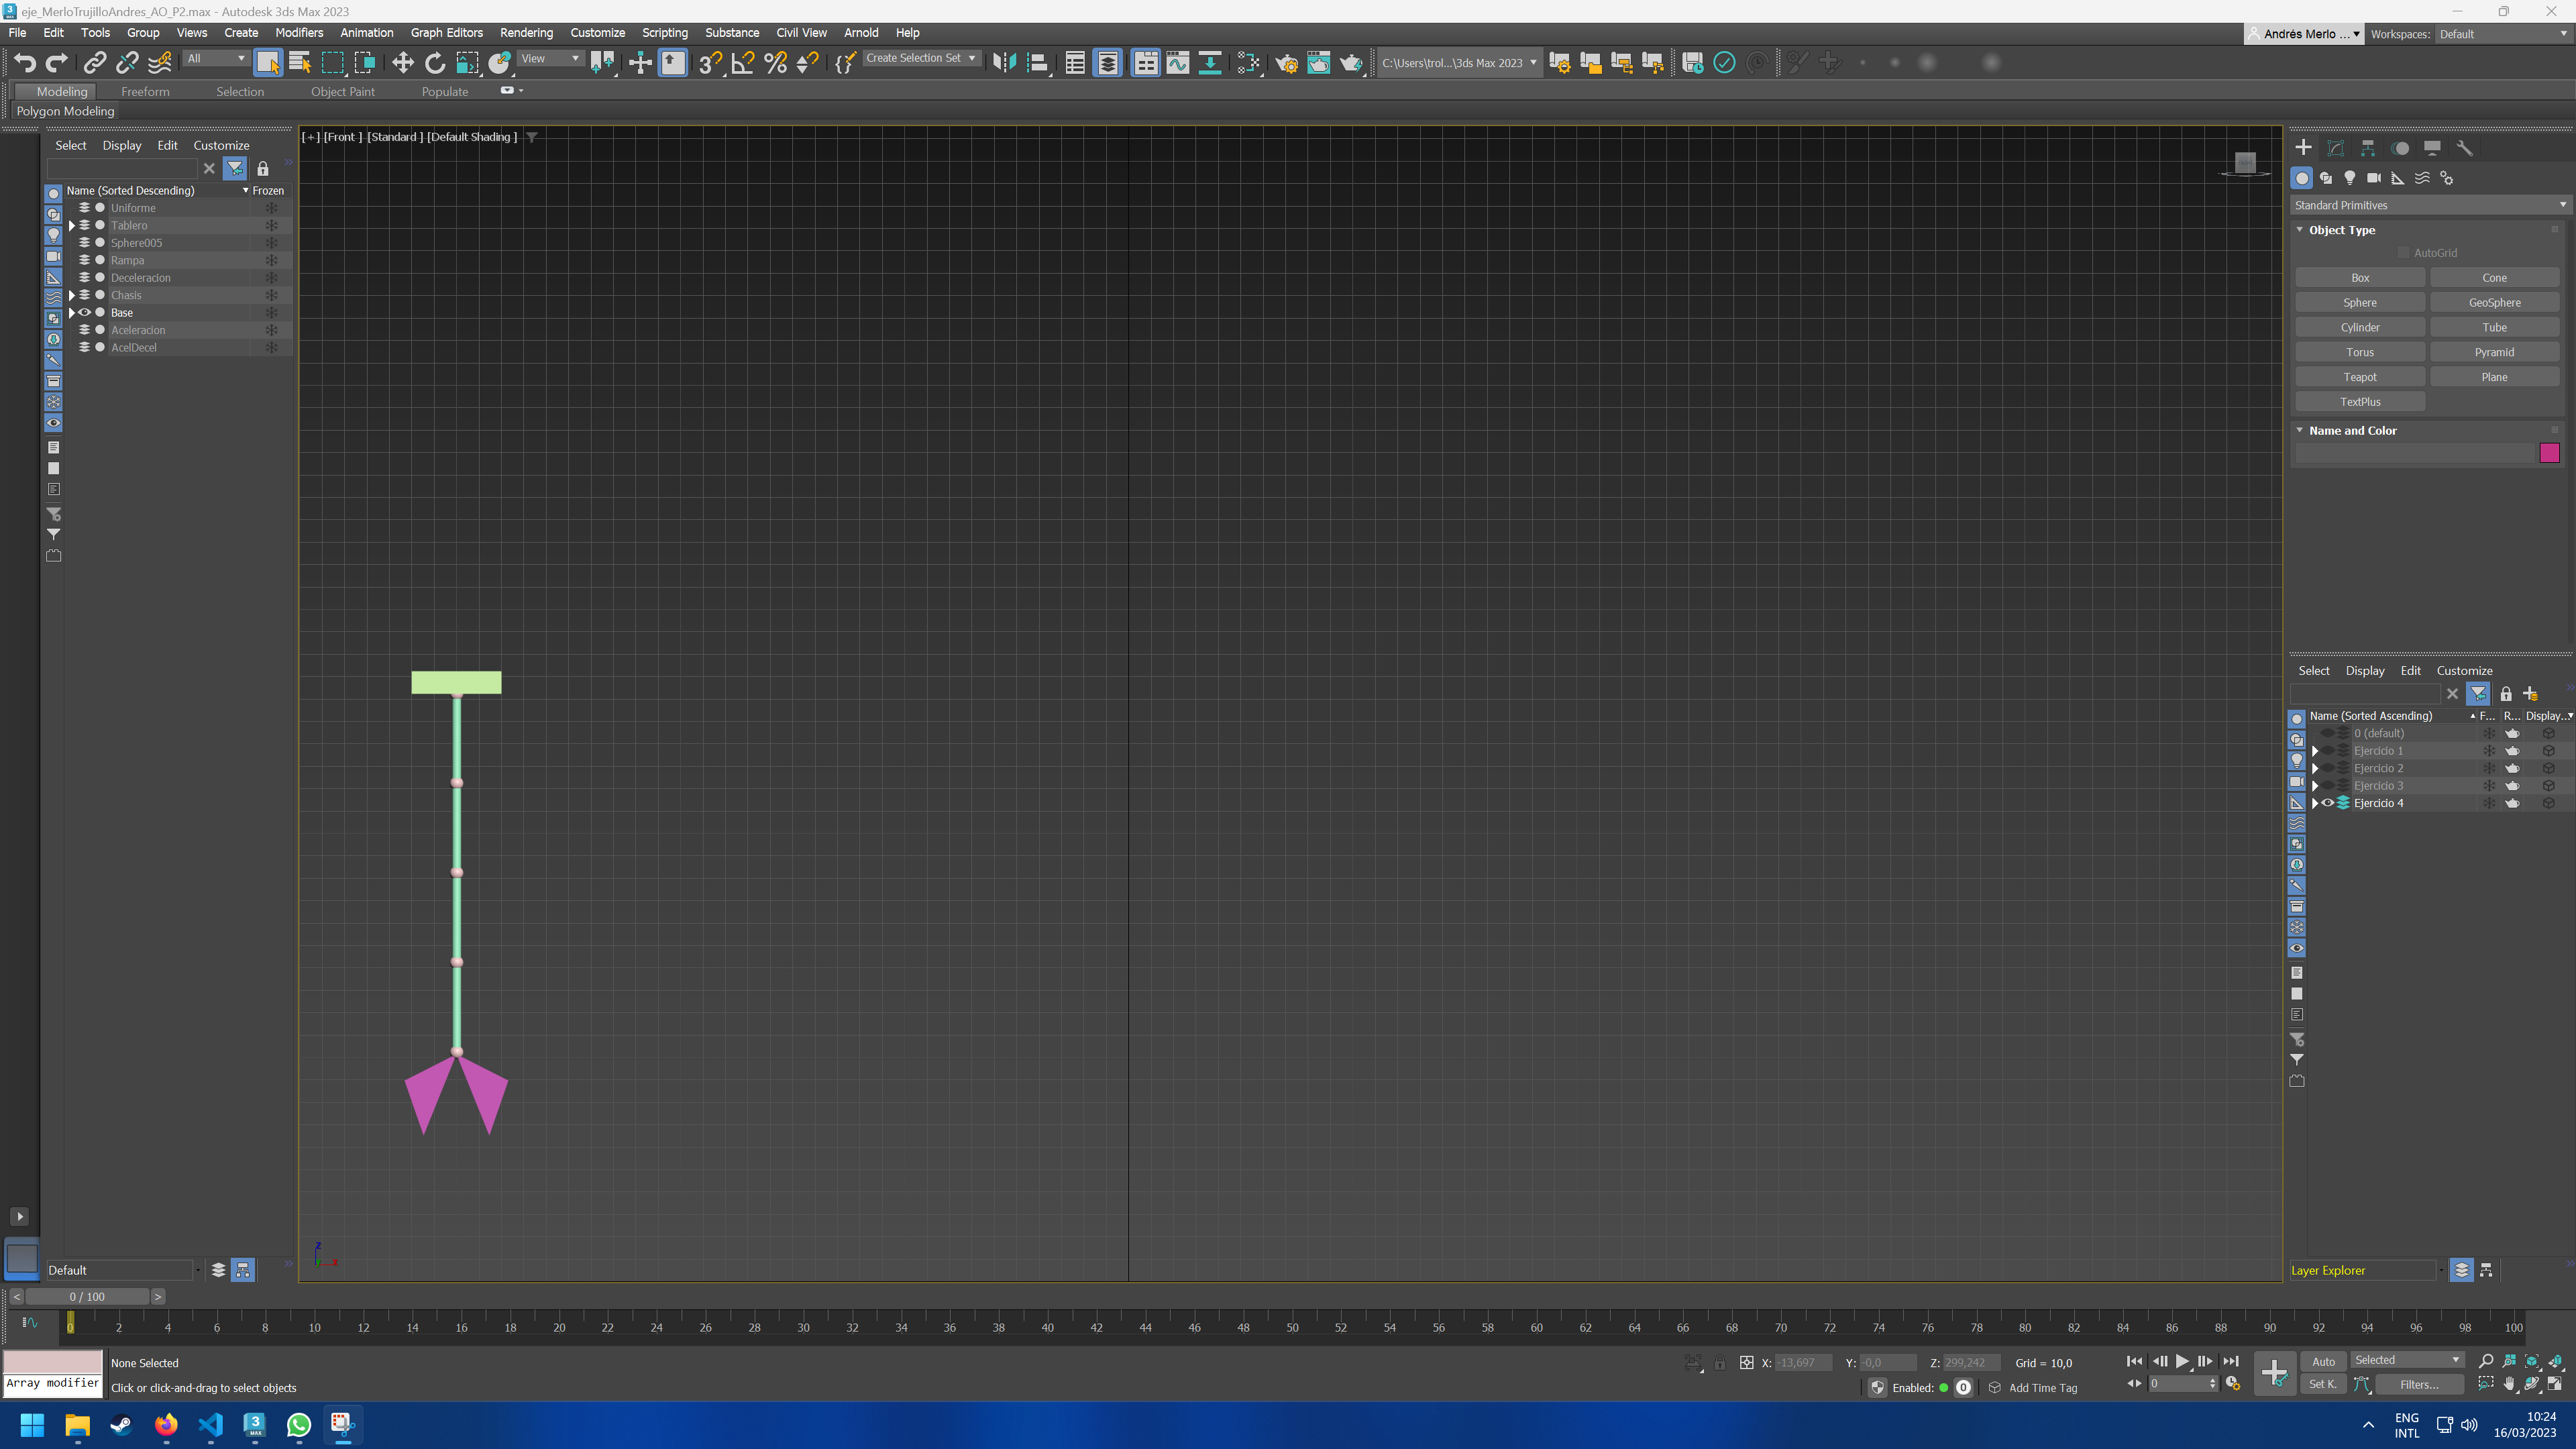 eje_MerloTrujilloAndres_AO_P2.max - Autodesk 3ds Max 2023
File Edit Tools Group Views Create Modifiers Animation Graph Editors Rendering Customize Scripting Substance Civil View Arnold Help
Andrés Merlo ... Workspaces: Default
All View Create Selection Set C:\Users\trol...\3ds Max 2023
Modeling Freeform Selection Object Paint Populate
Polygon Modeling
Select Display Edit Customize
Name (Sorted Descending) Frozen
Uniforme
Tablero
Sphere005
Rampa
Deceleracion
Chasis
Base
Aceleracion
AcelDecel
Default
[+] [Front ] [Standard ] [Default Shading ]
z
x
Standard Primitives
Object Type
AutoGrid
Box Cone
Sphere GeoSphere
Cylinder Tube
Torus Pyramid
Teapot Plane
TextPlus
Name and Color
Select Display Edit Customize
Name (Sorted Ascending) F... R... Display...
0 (default)
Ejercicio 1
Ejercicio 2
Ejercicio 3
Ejercicio 4
Layer Explorer
< 0 / 100 >
0 2 4 6 8 10 12 14 16 18 20 22 24 26 28 30 32 34 36 38 40 42 44 46 48 50 52 54 56 58 60 62 64 66 68 70 72 74 76 78 80 82 84 86 88 90 92 94 96 98 100
Array modifier
None Selected
Click or click-and-drag to select objects
X: -13,697 Y: -0,0 Z: 299,242 Grid = 10,0
Enabled: 0 Add Time Tag
0
Auto Selected
Set K. Filters...
ENG
INTL
10:24
16/03/2023